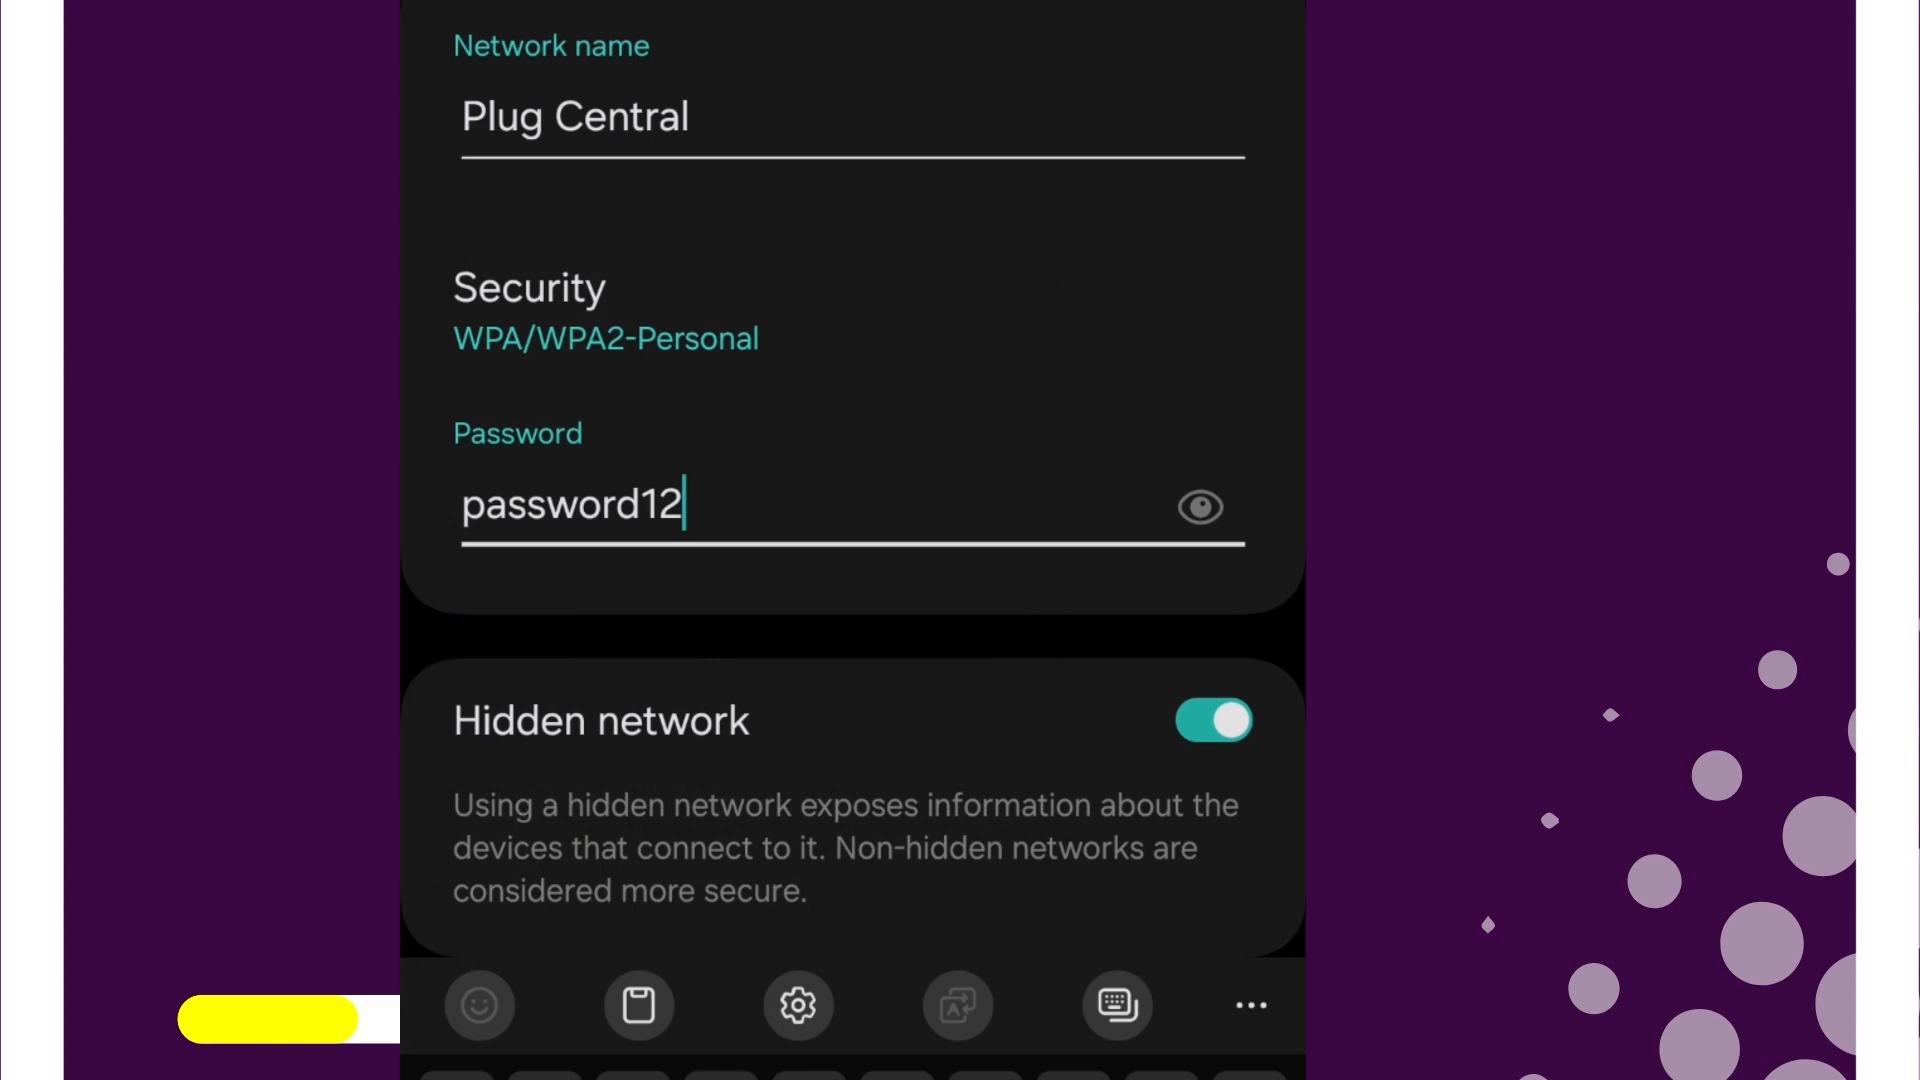 Network name
Plug Central
Security
WPA/WPA2-Personal
Password
password12
Hidden network
Using a hidden network exposes information about the
devices that connect to it. Non-hidden networks are
considered more secure.